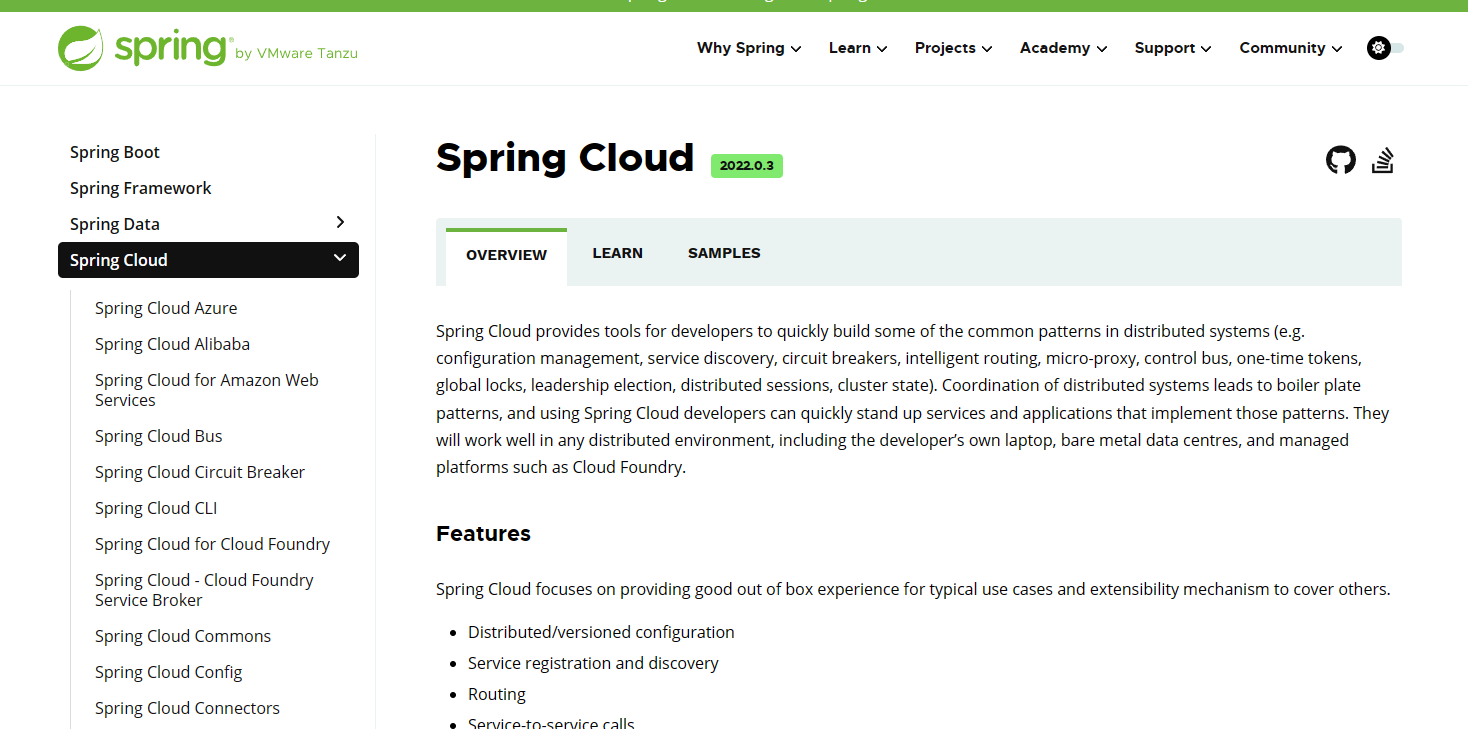 spring by VMware Tanzu
Why Spring Learn Projects Academy Support Community
Spring Boot
Spring Framework
Spring Data
Spring Cloud
Spring Cloud Azure
Spring Cloud Alibaba
Spring Cloud for Amazon Web
Services
Spring Cloud Bus
Spring Cloud Circuit Breaker
Spring Cloud CLI
Spring Cloud for Cloud Foundry
Spring Cloud - Cloud Foundry
Service Broker
Spring Cloud Commons
Spring Cloud Config
Spring Cloud Connectors
Spring Cloud 2022.0.3
OVERVIEW LEARN SAMPLES
Spring Cloud provides tools for developers to quickly build some of the common patterns in distributed systems (e.g.
configuration management, service discovery, circuit breakers, intelligent routing, micro-proxy, control bus, one-time tokens,
global locks, leadership election, distributed sessions, cluster state). Coordination of distributed systems leads to boiler plate
patterns, and using Spring Cloud developers can quickly stand up services and applications that implement those patterns. They
will work well in any distributed environment, including the developer’s own laptop, bare metal data centres, and managed
platforms such as Cloud Foundry.
Features
Spring Cloud focuses on providing good out of box experience for typical use cases and extensibility mechanism to cover others.
• Distributed/versioned configuration
• Service registration and discovery
• Routing
• Service-to-service calls